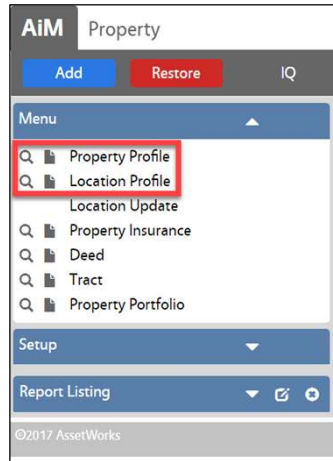 AiM Property
Add Restore IQ
Menu
Property Profile
Location Profile
Location Update
Property Insurance
Deed
Tract
Property Portfolio
Setup
Report Listing
©2017 AssetWorks